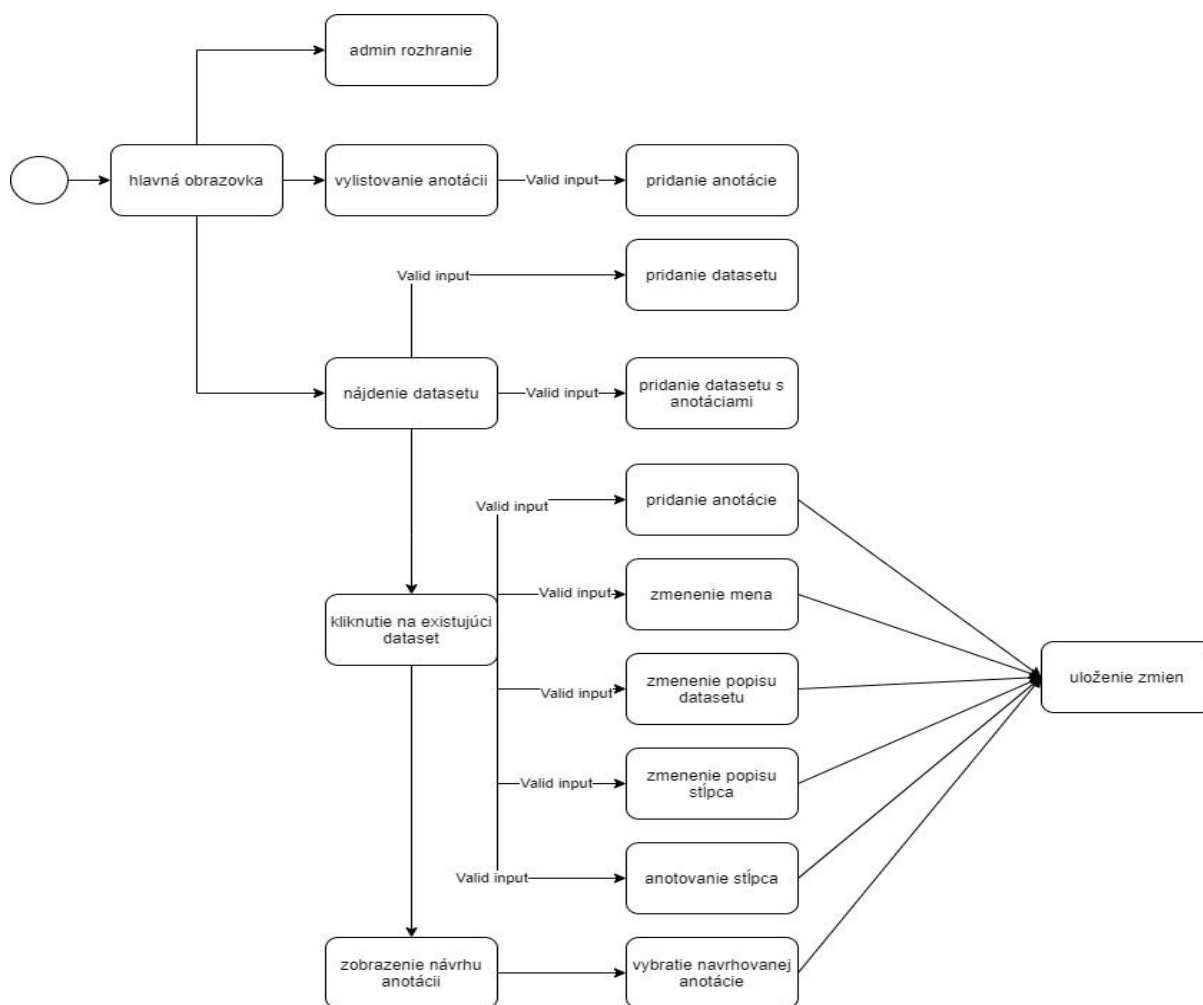 admin rozhranie
hlavná obrazovka
vylistovanie anotácii
Valid input
pridanie anotácie
Valid input
pridanie datasetu
nájdenie datasetu
Valid input
pridanie datasetu s
anotáciami
Valid input
pridanie anotácie
kliknutie na existujúci
dataset
Valid input
zmenenie mena
Valid input
zmenenie popisu
datasetu
uloženie zmien
Valid input
zmenenie popisu
stĺpca
Valid input
anotovanie stĺpca
zobrazenie návrhu
anotácii
vybratie navrhovanej
anotácie